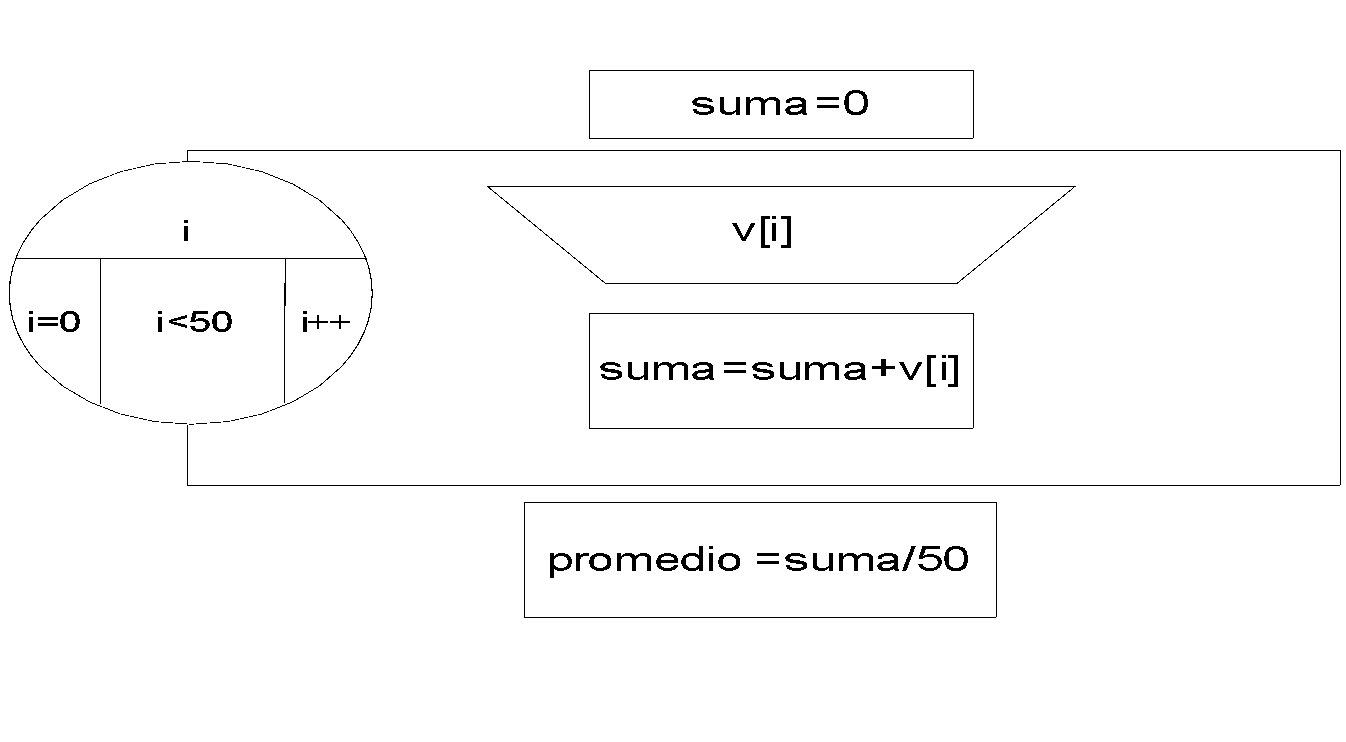 suma=0
i
i=0
i<50
i++
v[i]
suma=suma+v[i]
promedio =suma/50